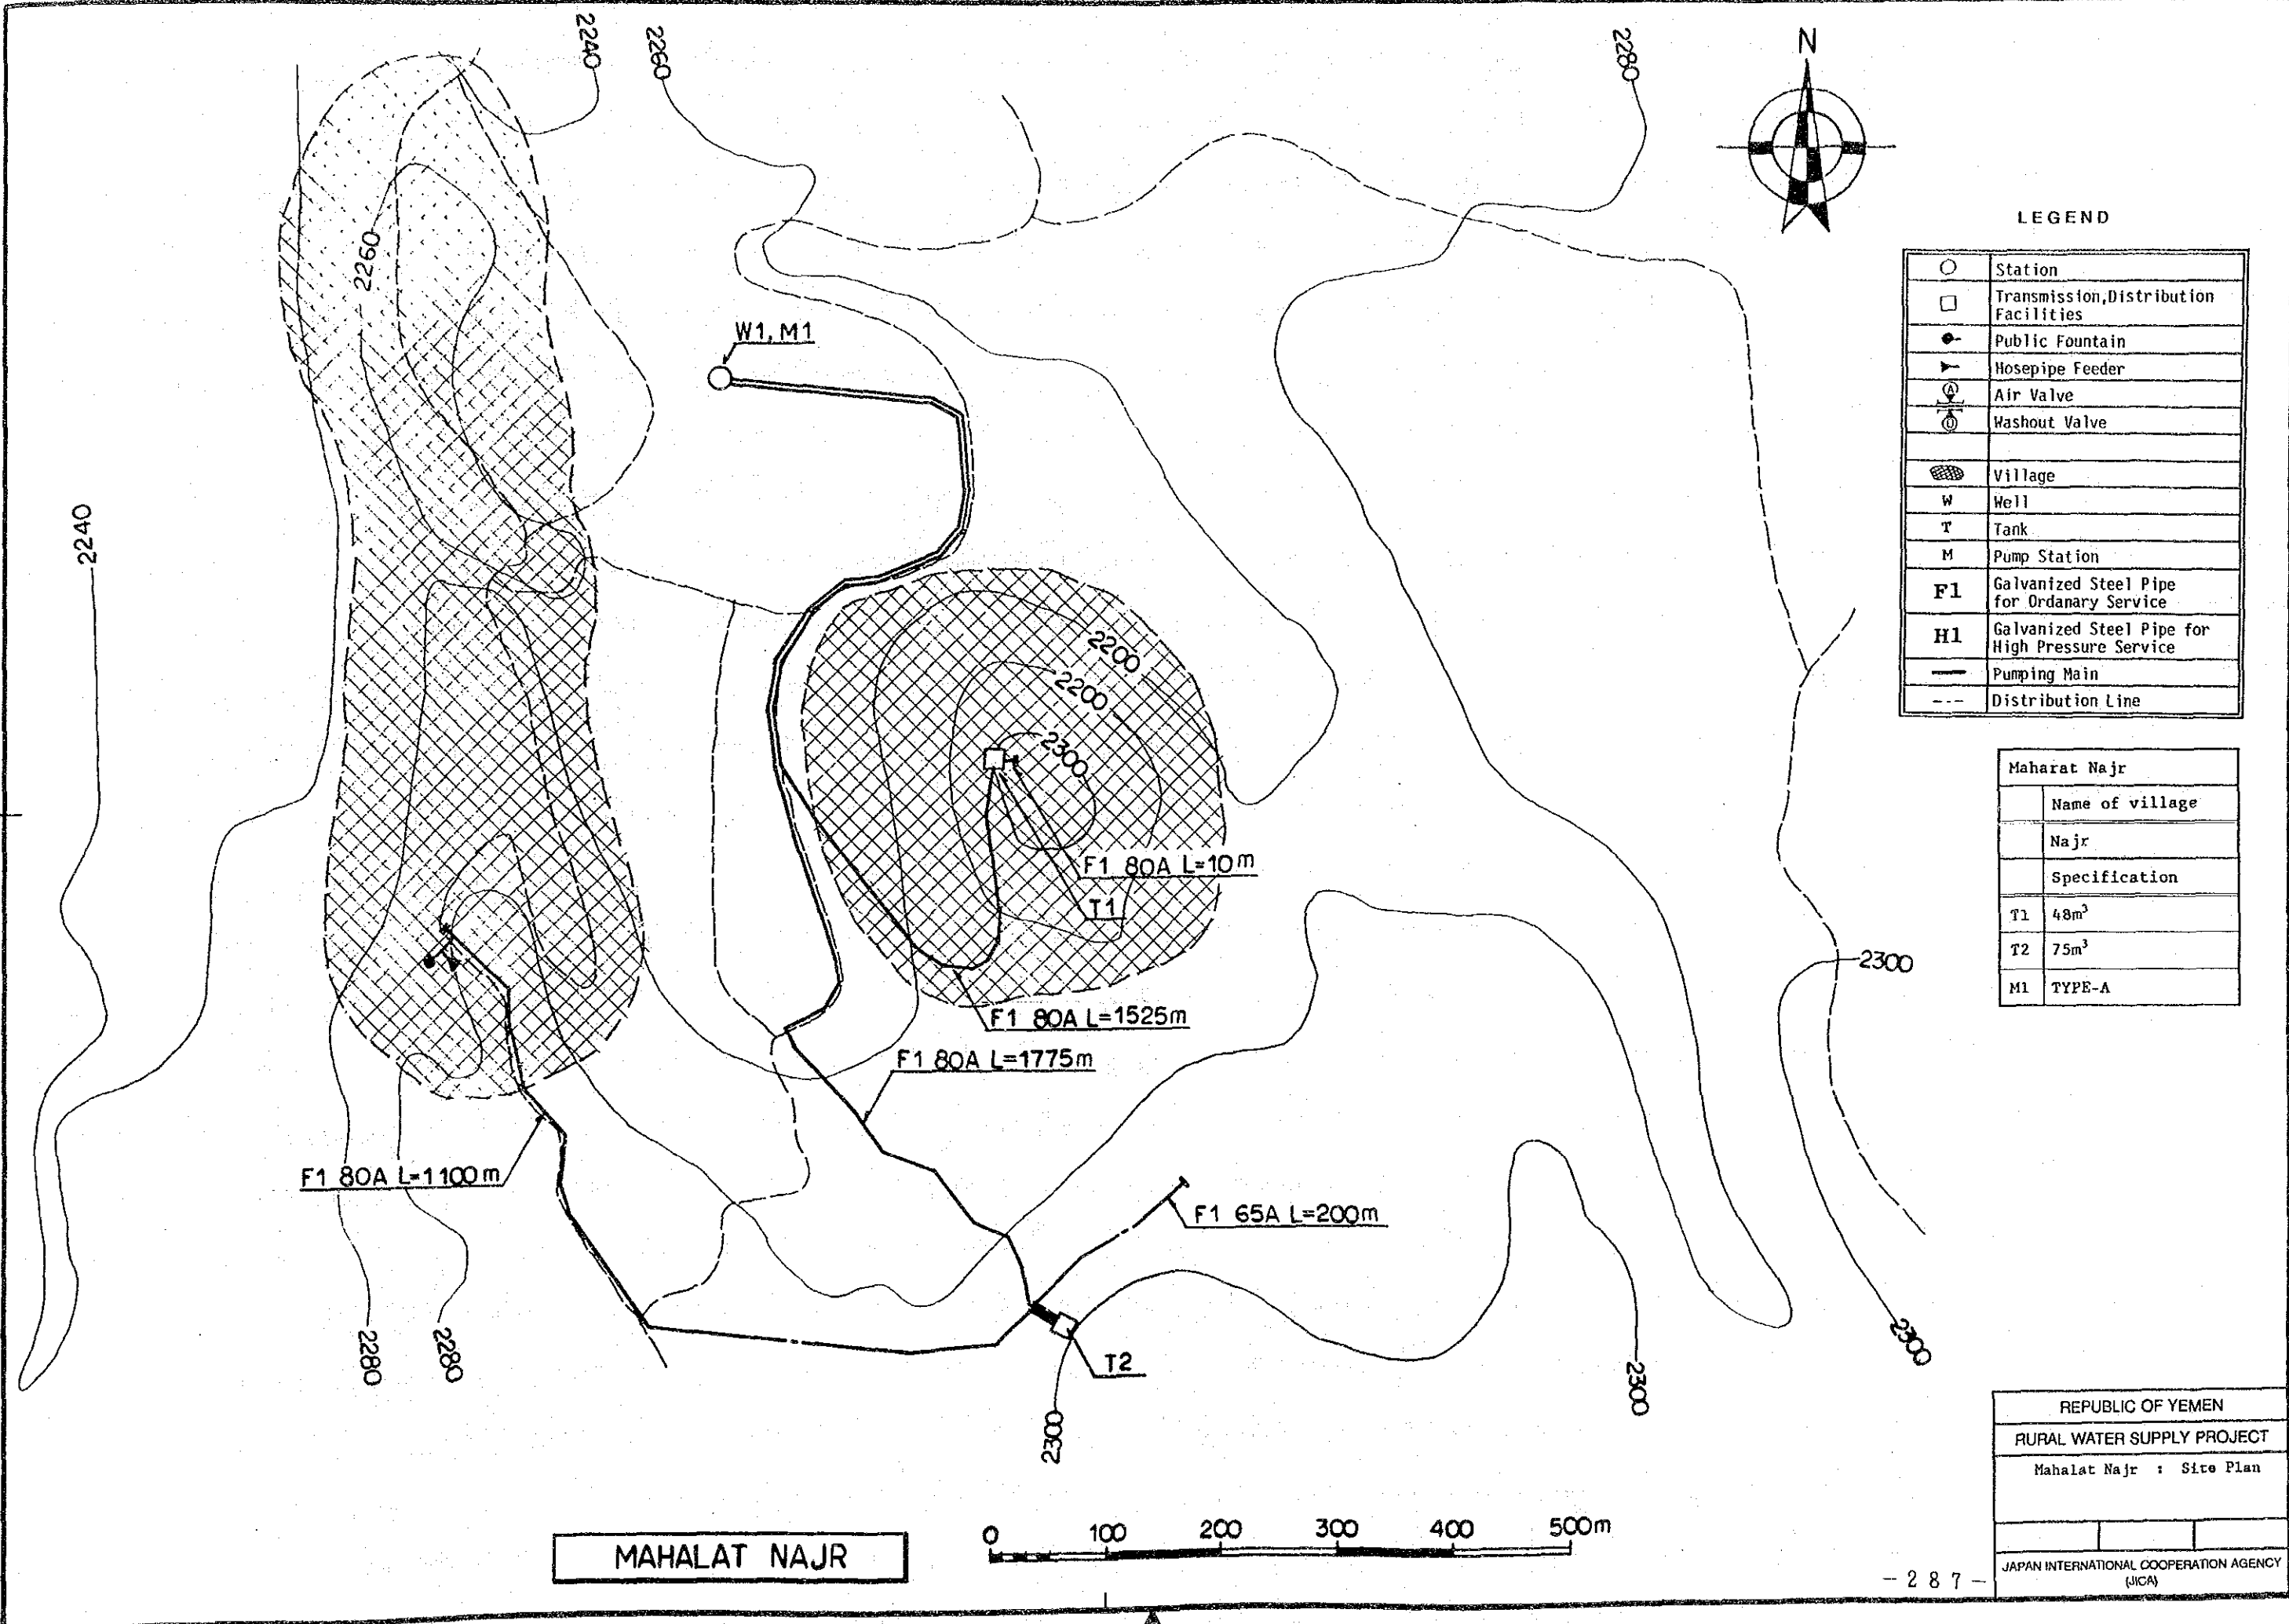 2240
2260
2280
N
2260
LEGEND
Station
Transmission,Distribution
Facilities
Public Fountain
Hosepipe Feeder
A Air Valve
Washout Valve
Village
W Well
T Tank
M Pump Station
F1 Galvanized Steel Pipe
for Ordanary Service
H1 Galvanized Steel Pipe for
High Pressure Service
Pumping Main
Distribution Line
W1, M1
2240
2200
2200
2300
F1 80A L=10m
T1
F1 80A L=1525m
F1 80A L=1775m
F1 80A L=1100m
F1 65A L=200m
T2
2300
2280
2280
2300
2300
2300
Maharat Najr
Name of village
Najr
Specification
T1 48m³
T2 75m³
M1 TYPE-A
MAHALAT NAJR
0 100 200 300 400 500m
REPUBLIC OF YEMEN
RURAL WATER SUPPLY PROJECT
Mahalat Najr : Site Plan
JAPAN INTERNATIONAL COOPERATION AGENCY
(JICA)
-287-